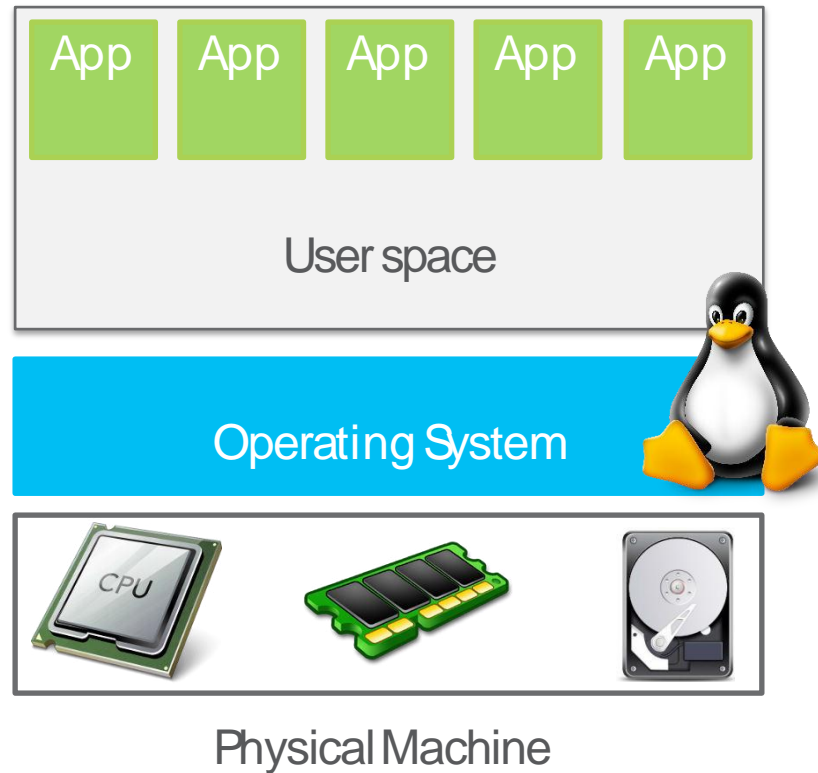 App App App App App
User space
Operating System
CPU
Physical Machine